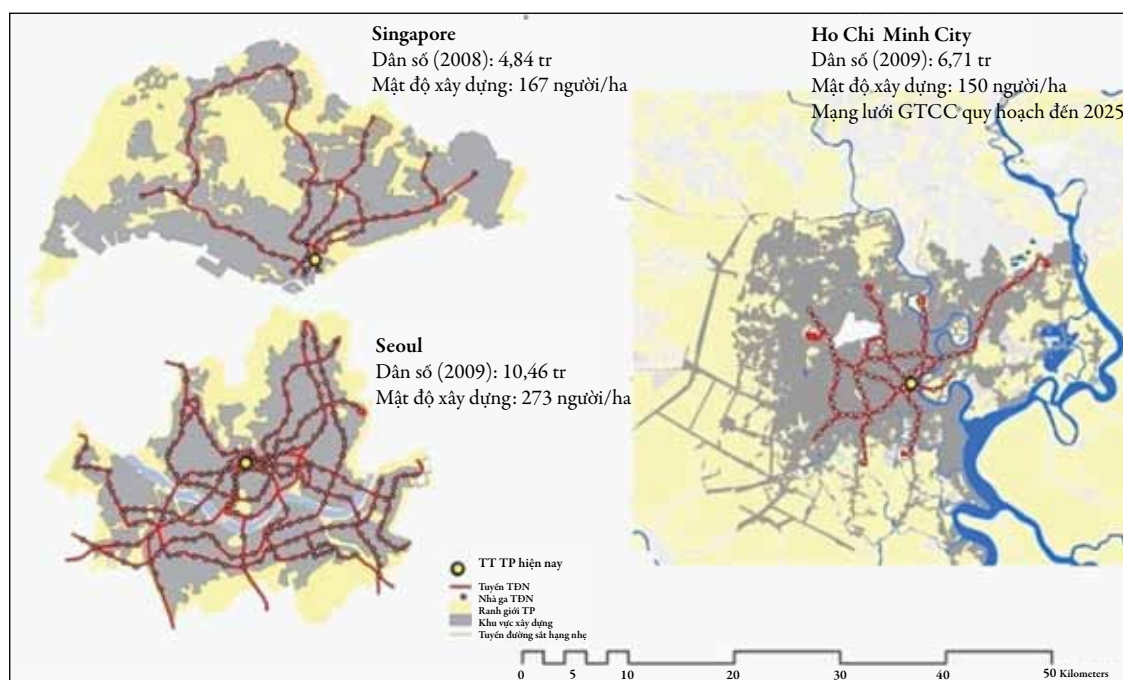 Singapore
Dân số (2008): 4,84 tr
Mật độ xây dựng: 167 người/ha
Ho Chi Minh City
Dân số (2009): 6,71 tr
Mật độ xây dựng: 150 người/ha
Mạng lưới GTCC quy hoạch đến 2025
Seoul
Dân số (2009): 10,46 tr
Mật độ xây dựng: 273 người/ha
TT TP hiện nay
Tuyến TĐN
Nhà ga TĐN
Ranh giới TP
Khu vực xây dựng
Tuyến đường sắt hạng nhẹ
0 5 10 20 30 40 50 Kilometers